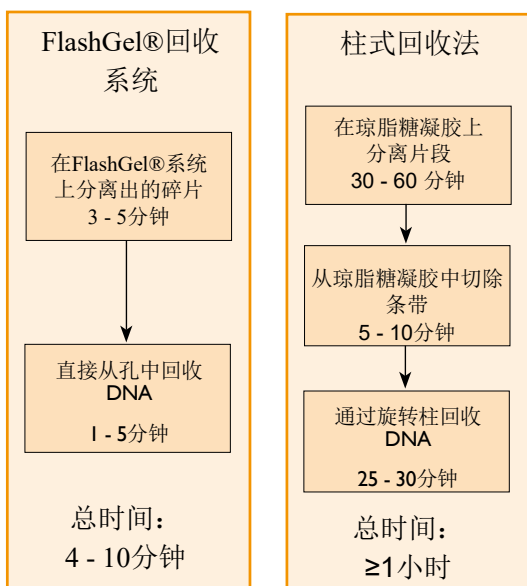 FlashGel®回收
系统
在FlashGel®系统
上分离出的碎片
3 - 5分钟
直接从孔中回收
DNA
1 - 5分钟
总时间：
4 - 10分钟
柱式回收法
在琼脂糖凝胶上
分离片段
30 - 60 分钟
从琼脂糖凝胶中切除
条带
5 - 10分钟
通过旋转柱回收
DNA
25 - 30分钟
总时间：
≥1小时